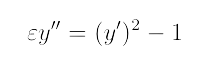 εy″ = (y′)² − 1